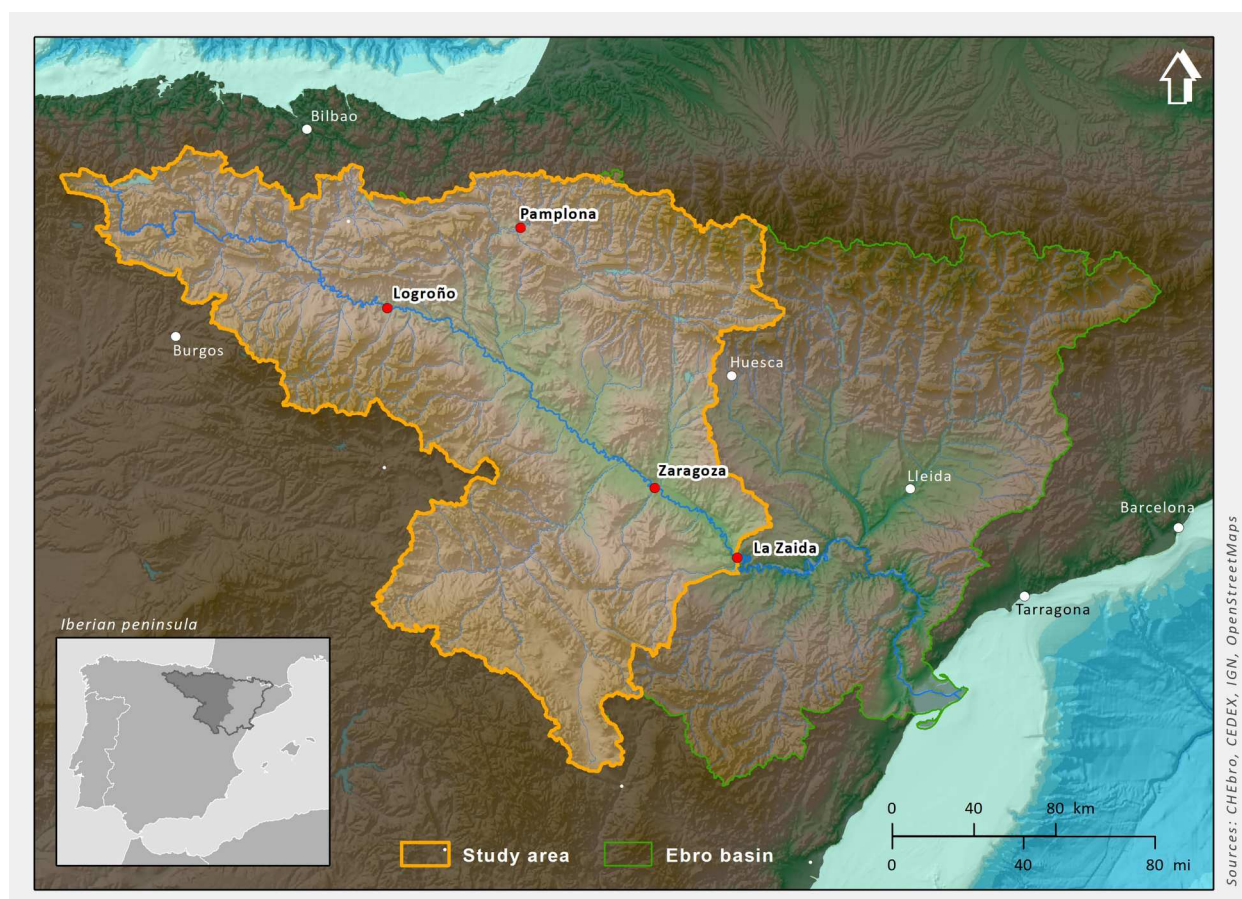 Bilbao
Pamplona
Logroño
Burgos
Huesca
Zaragoza
Lleida
Barcelona
La Zaida
Tarragona
Iberian peninsula
0 40 80 km
0 40 80 mi
Study area
Ebro basin
Sources: CHEbro, CEDEX, IGN, OpenStreetMaps